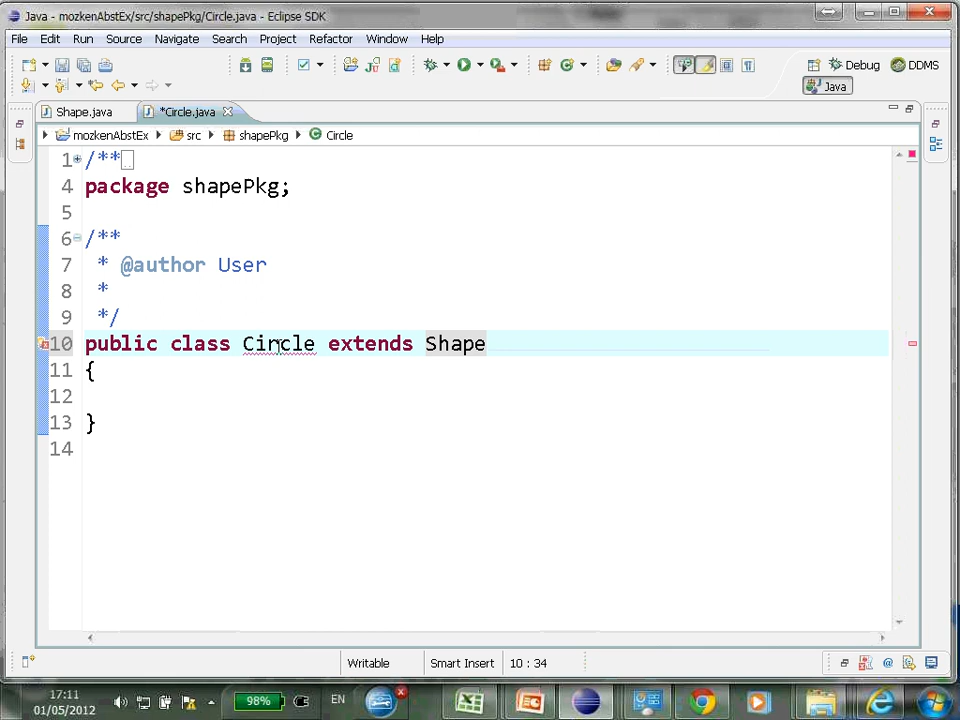 Java - mozkenAbstEx/src/shapePkg/Circle.java - Eclipse SDK
File Edit Run Source Navigate Search Project Refactor Window Help
Debug DDMS
Java
Shape.java *Circle.java
mozkenAbstEx src shapePkg Circle
1 /**
4 package shapePkg;
5
6 /**
7 * @author User
8 *
9 */
10 public class Circle extends Shape
11 {
12
13 }
14
Writable Smart Insert 10 : 34
17:11
01/05/2012
98% EN